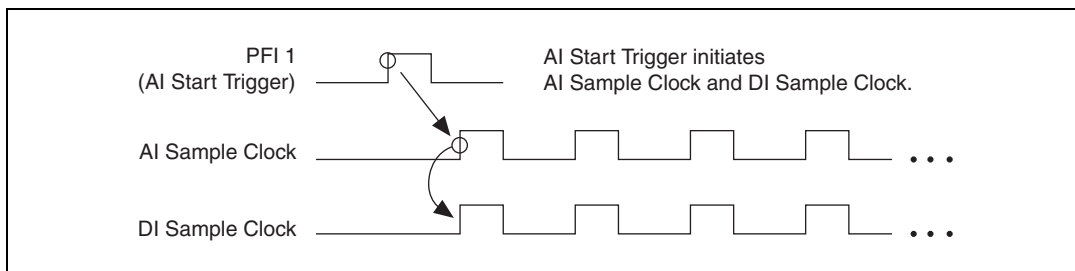 PFI 1
(AI Start Trigger)
AI Start Trigger initiates
AI Sample Clock and DI Sample Clock.
AI Sample Clock
DI Sample Clock